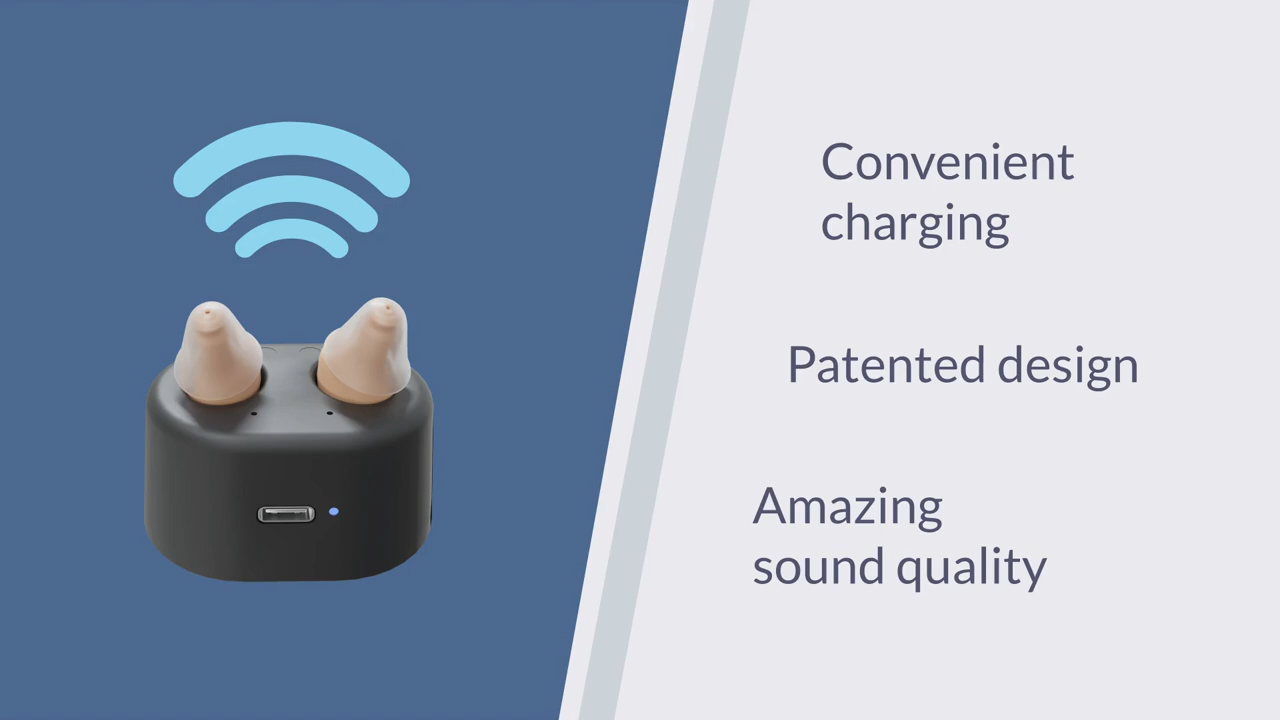 Convenient
charging
Patented design
Amazing
sound quality